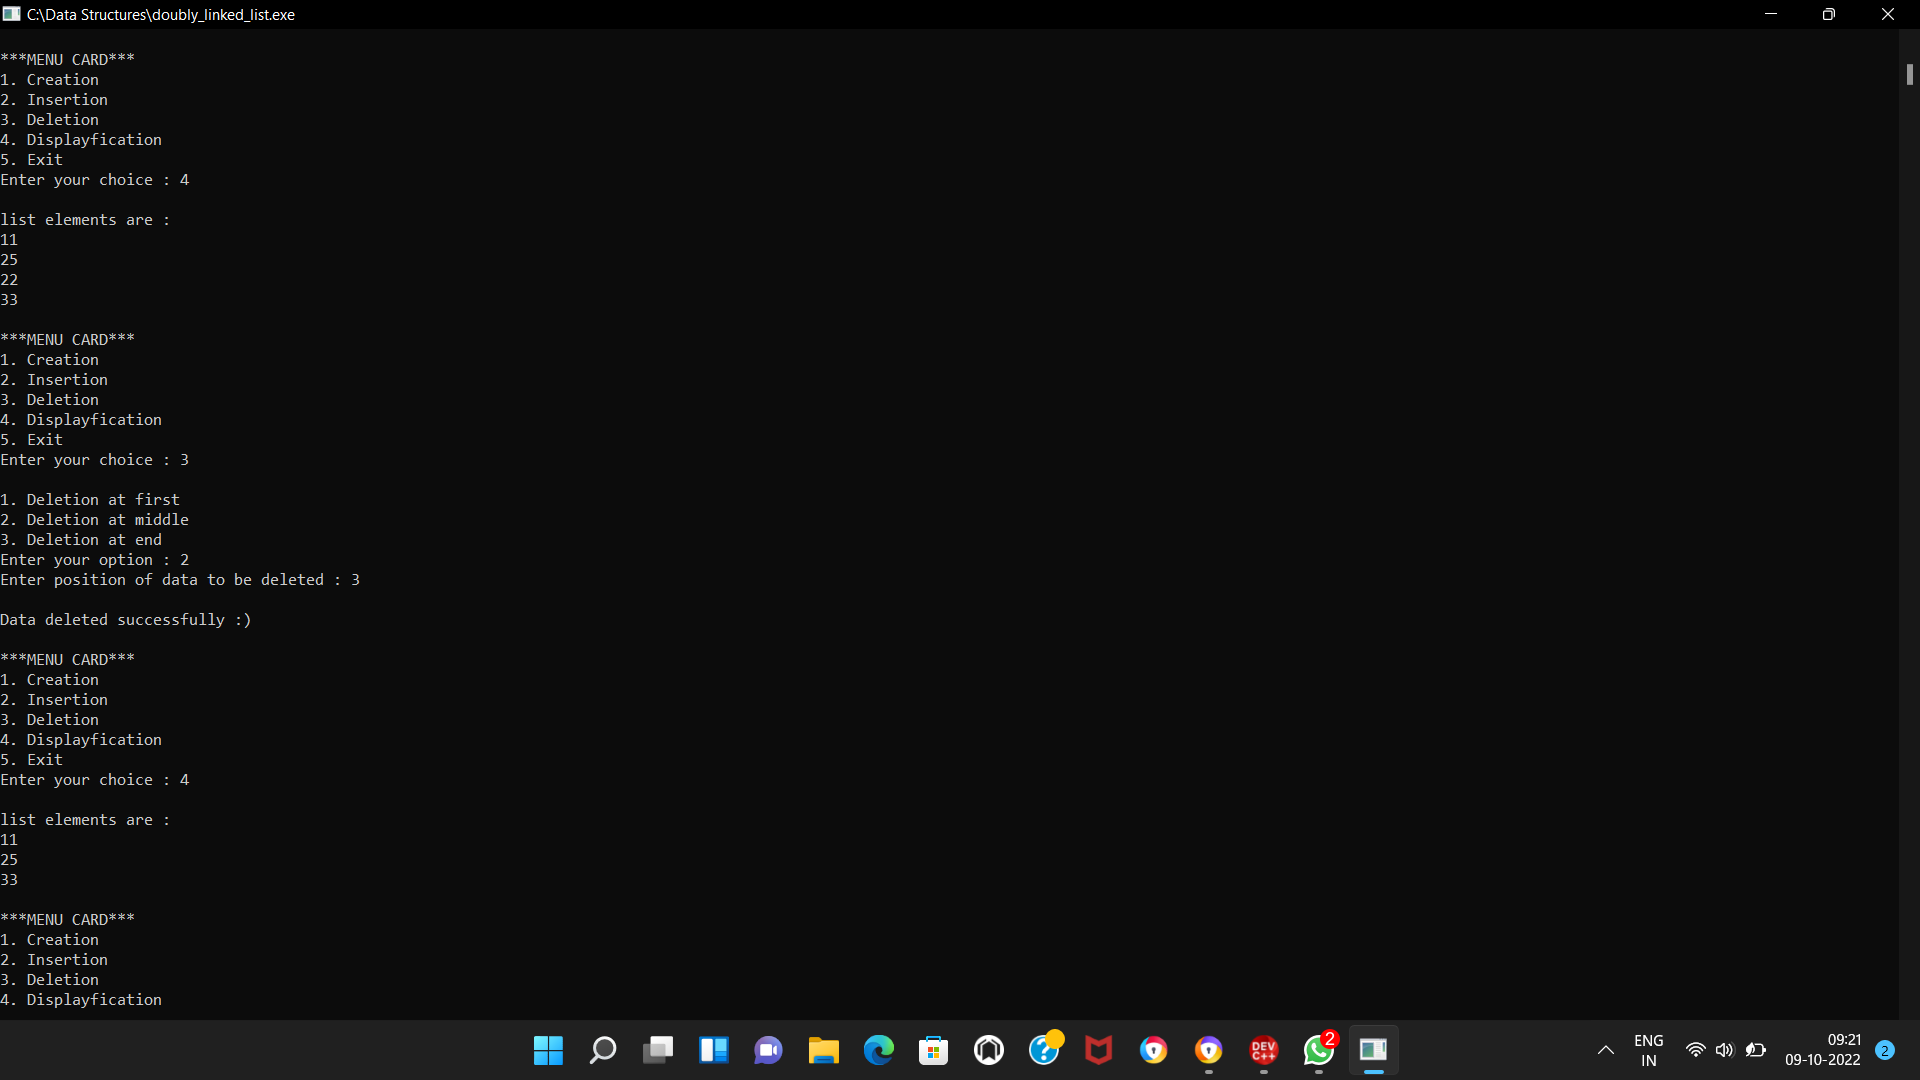 C:\Data Structures\doubly_linked_list.exe
***MENU CARD***
1. Creation
2. Insertion
3. Deletion
4. Displayfication
5. Exit
Enter your choice : 4
list elements are :
11
25
22
33
***MENU CARD***
1. Creation
2. Insertion
3. Deletion
4. Displayfication
5. Exit
Enter your choice : 3
1. Deletion at first
2. Deletion at middle
3. Deletion at end
Enter your option : 2
Enter position of data to be deleted : 3
Data deleted successfully :)
***MENU CARD***
1. Creation
2. Insertion
3. Deletion
4. Displayfication
5. Exit
Enter your choice : 4
list elements are :
11
25
33
***MENU CARD***
1. Creation
2. Insertion
3. Deletion
4. Displayfication
DEV
C++
2
ENG
IN
09:21
09-10-2022
2